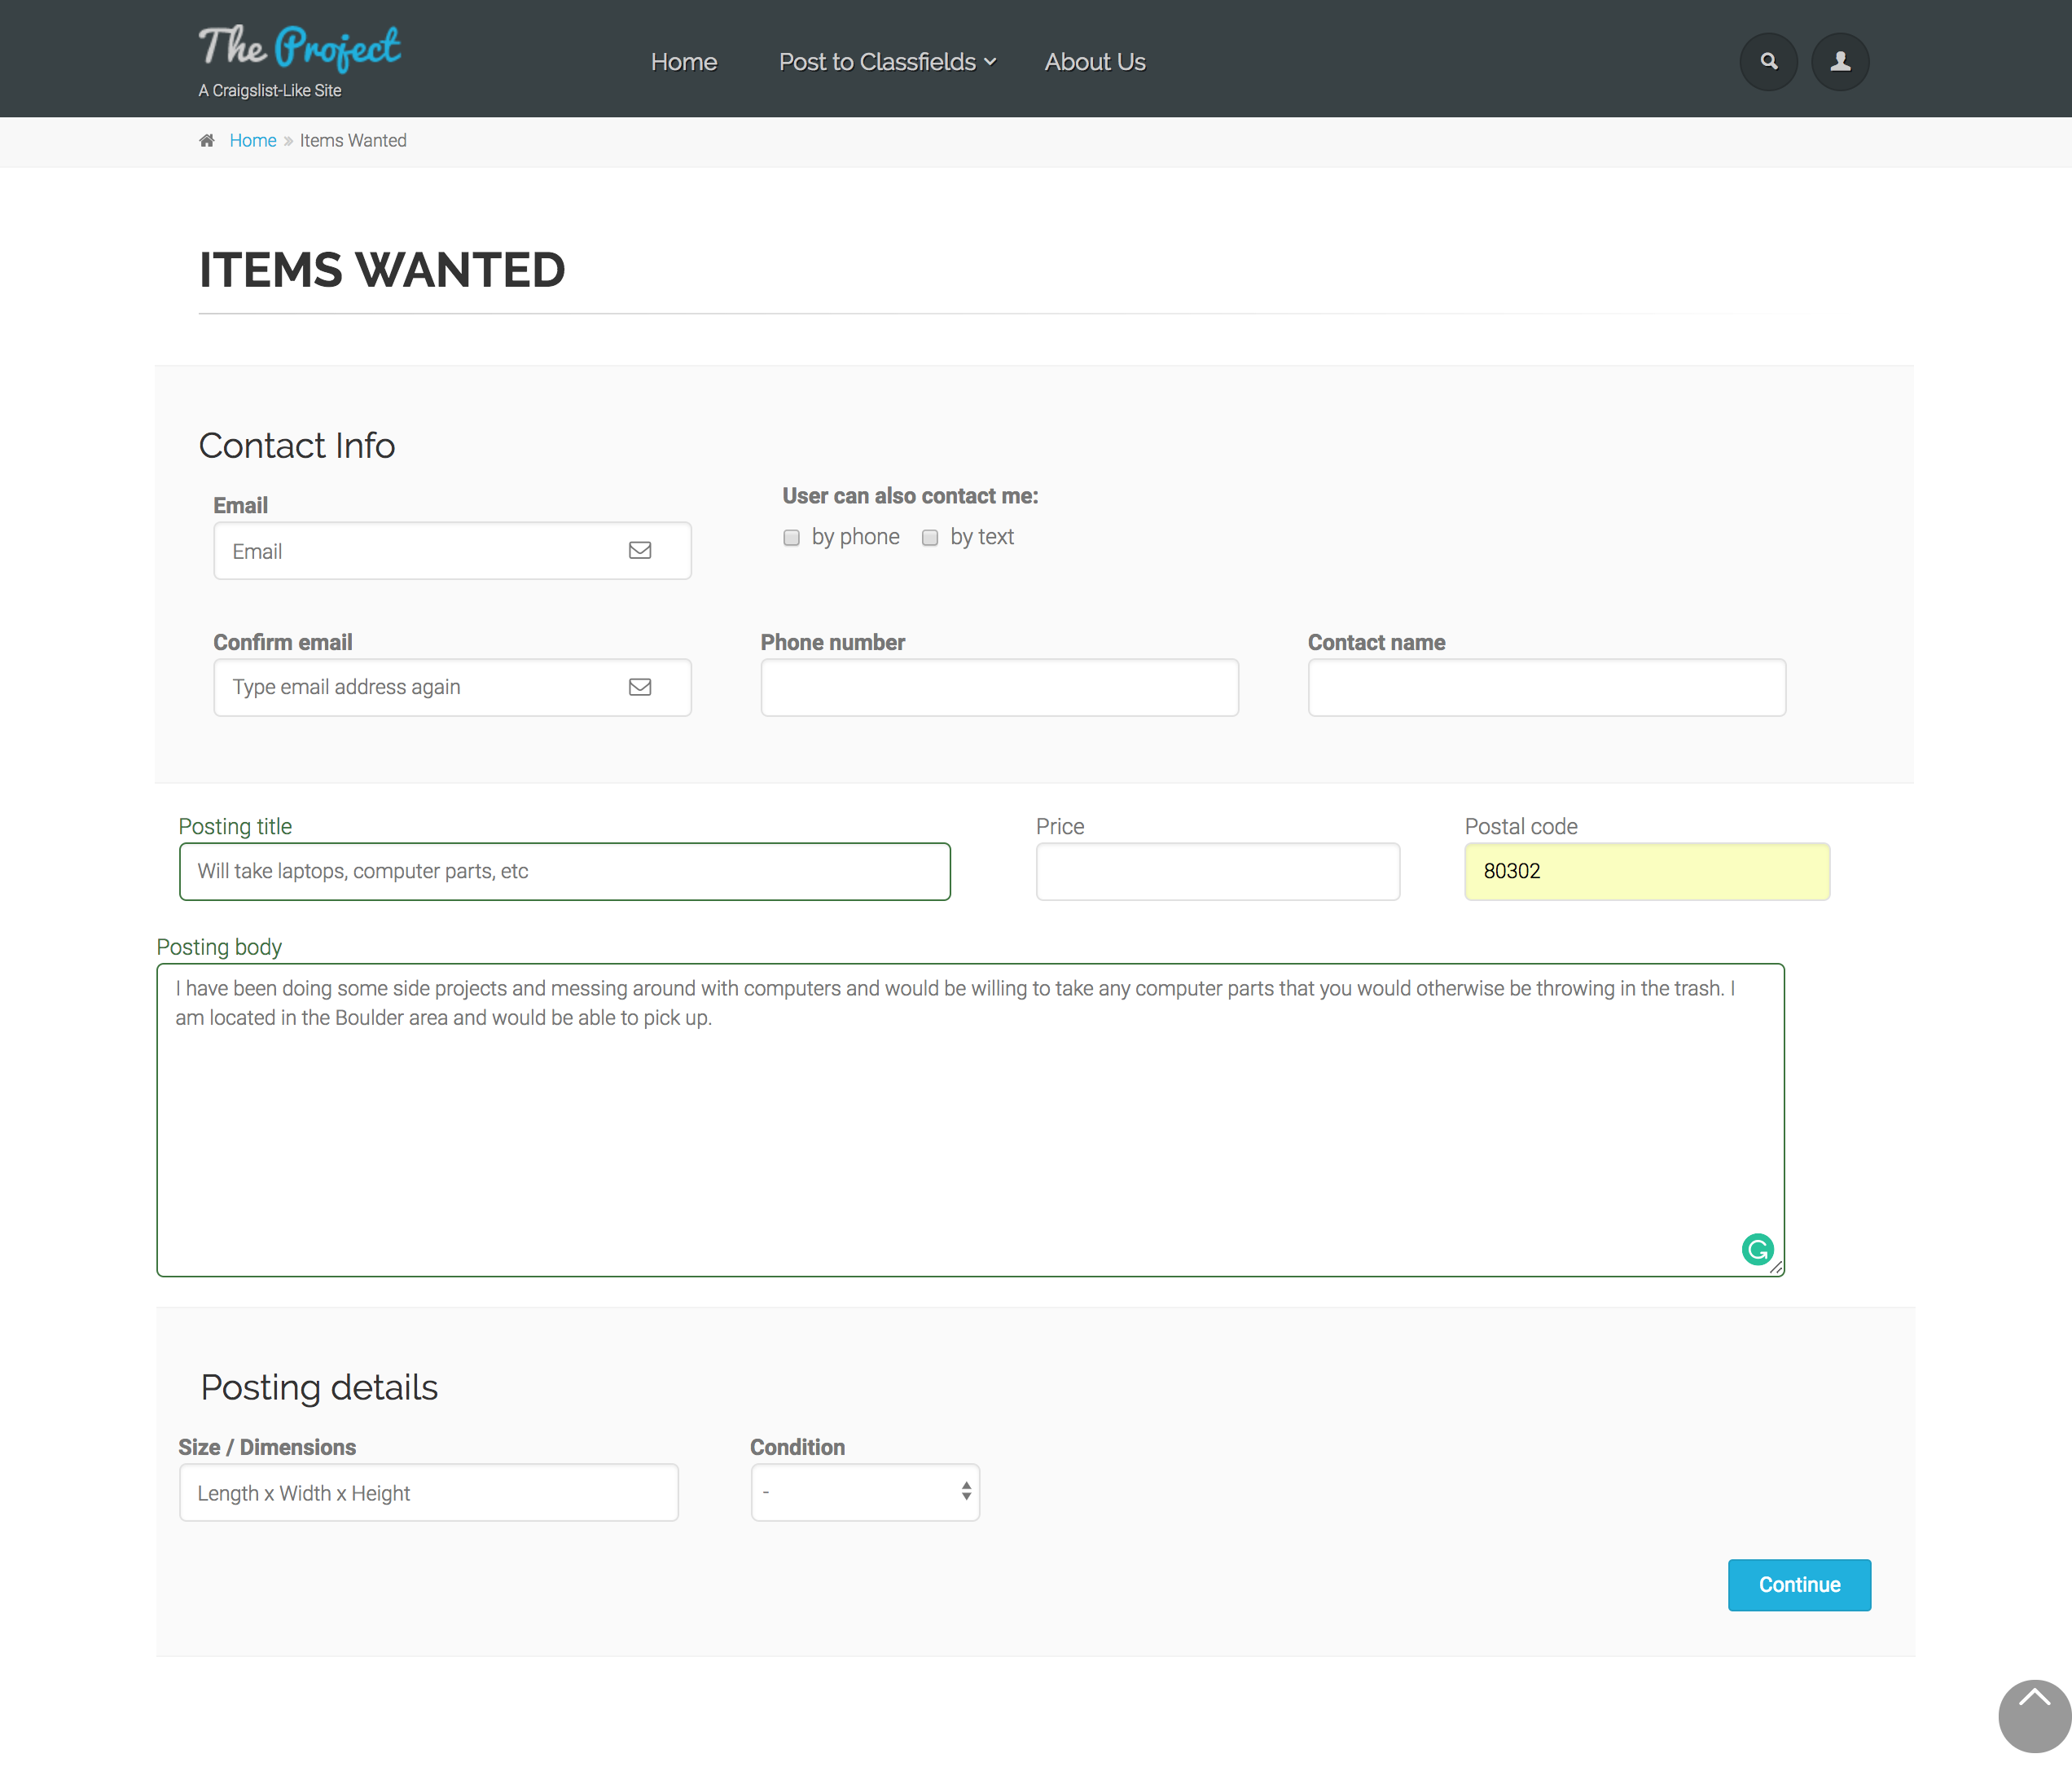 The Project
A Craigslist-Like Site
Home
Post to Classfields
About Us
Home » Items Wanted
ITEMS WANTED
Contact Info
Email
User can also contact me:
Email
by phone
by text
Confirm email
Phone number
Contact name
Type email address again
Posting title
Price
Postal code
Will take laptops, computer parts, etc
80302
Posting body
I have been doing some side projects and messing around with computers and would be willing to take any computer parts that you would otherwise be throwing in the trash. I
am located in the Boulder area and would be able to pick up.
Posting details
Size / Dimensions
Condition
Length x Width x Height
-
Continue